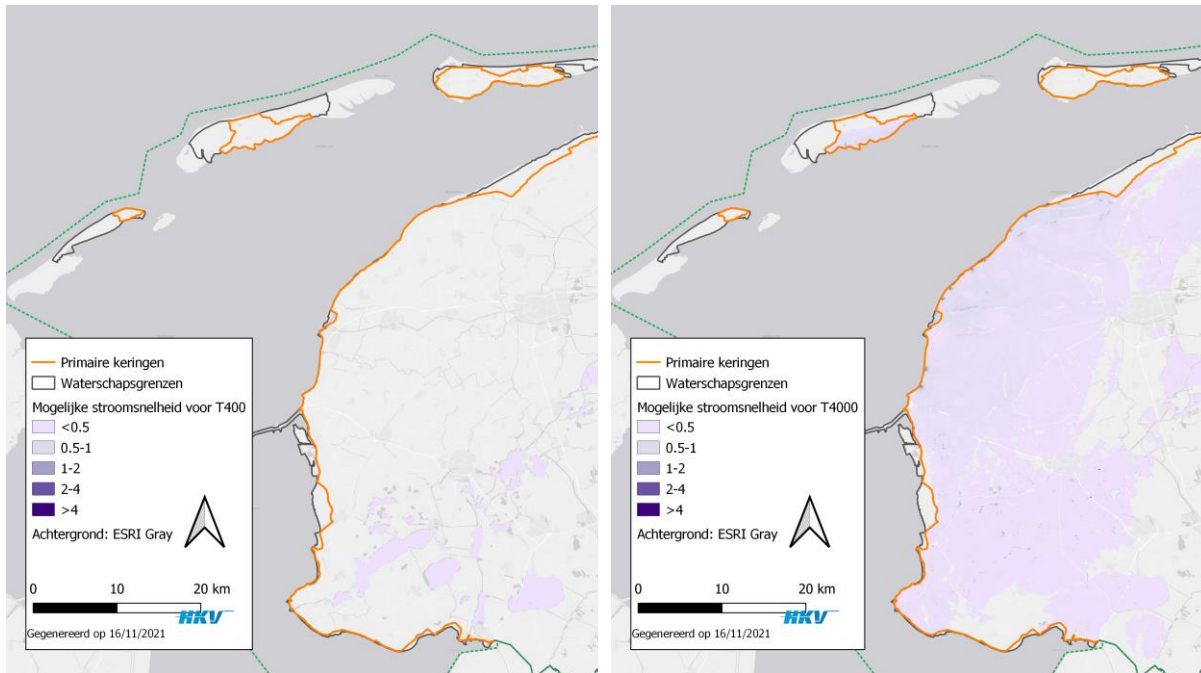 Primaire keringen
Waterschapsgrenzen
Mogelijke stroomsnelheid voor T400
<0.5
0.5-1
1-2
2-4
>4
Achtergrond: ESRI Gray
0 10 20 km
HKV
Gegenereerd op 16/11/2021
Primaire keringen
Waterschapsgrenzen
Mogelijke stroomsnelheid voor T4000
<0.5
0.5-1
1-2
2-4
>4
Achtergrond: ESRI Gray
0 10 20 km
HKV
Gegenereerd op 16/11/2021